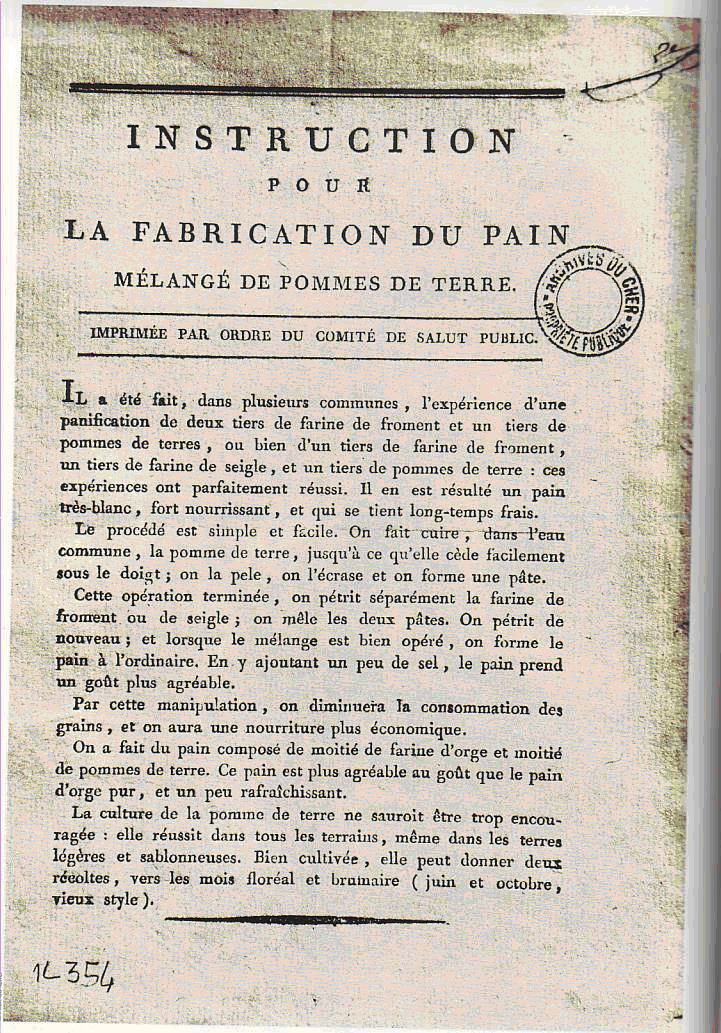 INSTRUCTION
POUR
LA FABRICATION DU PAIN
MÉLANGÉ DE POMMES DE TERRE.
ARCHIVES DU CHER
PROPRIÉTÉ PUBLIQUE
IMPRIMÉE PAR ORDRE DU COMITÉ DE SALUT PUBLIC.
IL a été fait, dans plusieurs communes, l'expérience d'une
panification de deux tiers de farine de froment et un tiers de
pommes de terres, ou bien d'un tiers de farine de froment,
un tiers de farine de seigle, et un tiers de pommes de terre : ces
expériences ont parfaitement réussi. Il en est résulté un pain
très-blanc, fort nourrissant, et qui se tient long-temps frais.
Le procédé est simple et facile. On fait cuire, dans l'eau
commune, la pomme de terre, jusqu'à ce qu'elle cède facilement
sous le doigt; on la pele, on l'écrase et on forme une pâte.
Cette opération terminée, on pétrit séparément la farine de
froment ou de seigle; on mêle les deux pâtes. On pétrit de
nouveau; et lorsque le mélange est bien opéré, on forme le
pain à l'ordinaire. En y ajoutant un peu de sel, le pain prend
un goût plus agréable.
Par cette manipulation, on diminuera la consommation des
grains, et on aura une nourriture plus économique.
On a fait du pain composé de moitié de farine d'orge et moitié
de pommes de terre. Ce pain est plus agréable au goût que le pain
d'orge pur, et un peu rafraîchissant.
La culture de la pomme de terre ne sauroit être trop encou-
ragée : elle réussit dans tous les terrains, même dans les terres
légères et sablonneuses. Bien cultivée, elle peut donner deux
récoltes, vers les mois floréal et brumaire ( juin et octobre,
vieux style ).
1L 354